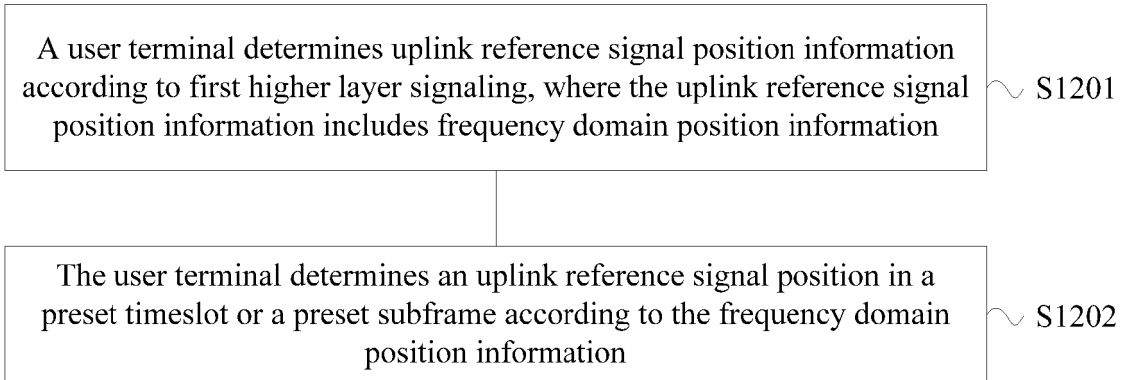 A user terminal determines uplink reference signal position information
according to first higher layer signaling, where the uplink reference signal
position information includes frequency domain position information
S1201
The user terminal determines an uplink reference signal position in a
preset timeslot or a preset subframe according to the frequency domain
position information
S1202